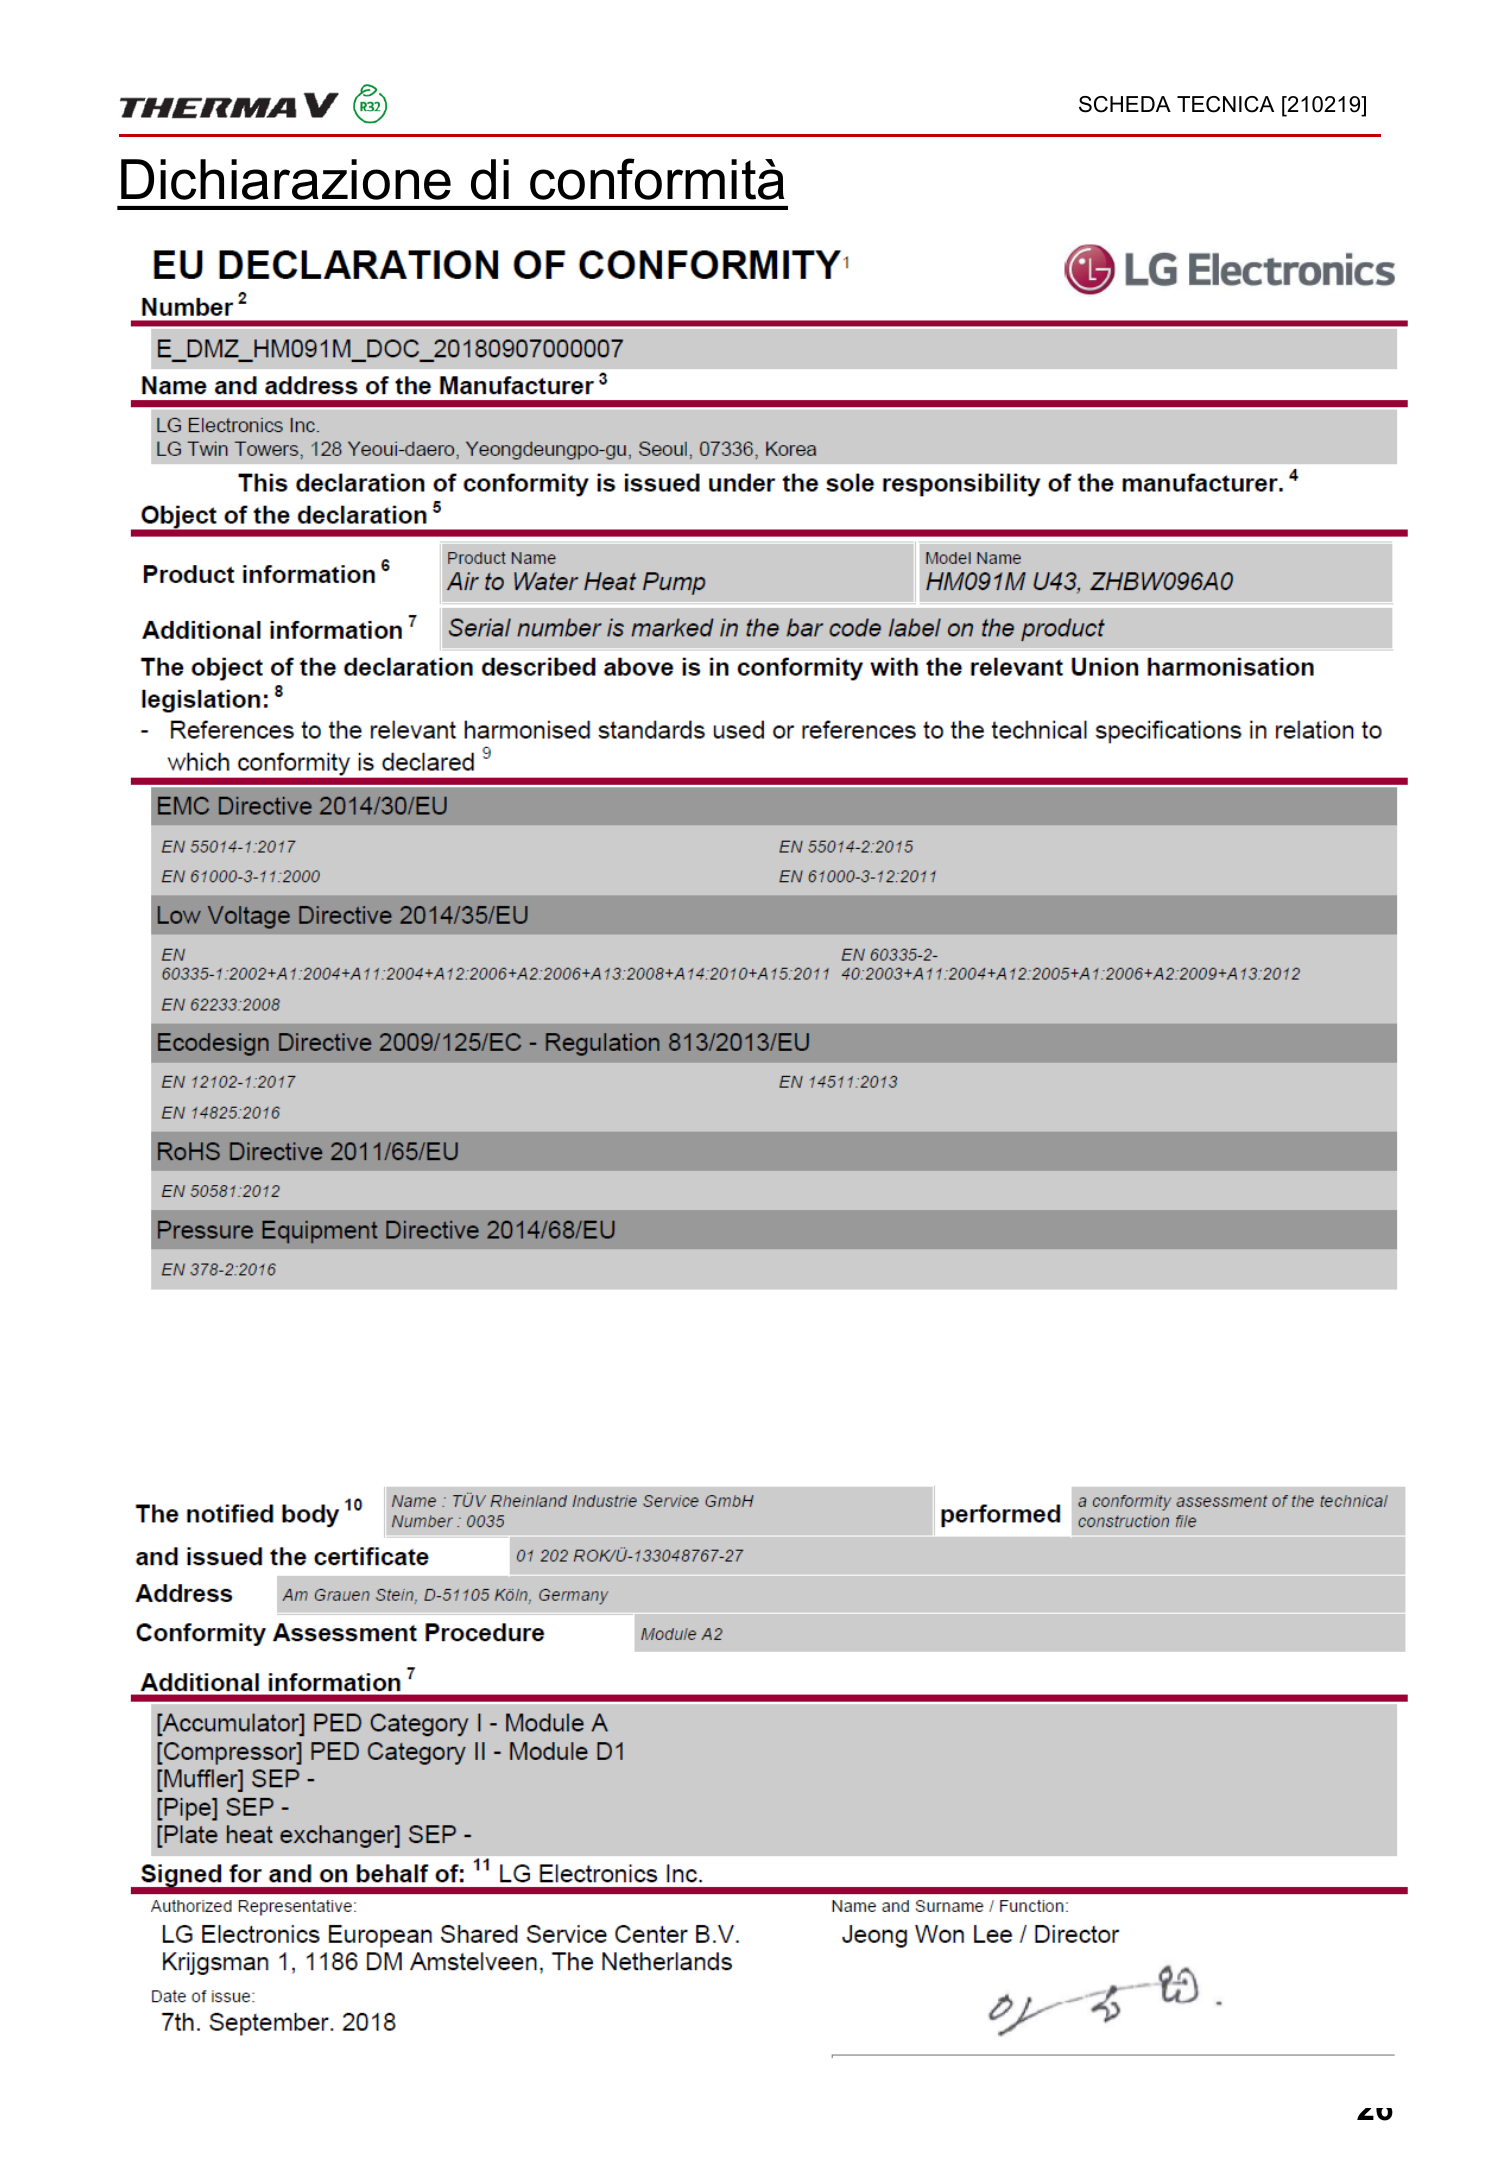 THERMA V R32
SCHEDA TECNICA [210219]
Dichiarazione di conformità
EU DECLARATION OF CONFORMITY 1
LG Electronics
Number 2
E_DMZ_HM091M_DOC_20180907000007
Name and address of the Manufacturer 3
LG Electronics Inc.
LG Twin Towers, 128 Yeoui-daero, Yeongdeungpo-gu, Seoul, 07336, Korea
This declaration of conformity is issued under the sole responsibility of the manufacturer. 4
Object of the declaration 5
Product information 6
Product Name
Air to Water Heat Pump
Model Name
HM091M U43, ZHBW096A0
Additional information 7
Serial number is marked in the bar code label on the product
The object of the declaration described above is in conformity with the relevant Union harmonisation
legislation: 8
- References to the relevant harmonised standards used or references to the technical specifications in relation to
which conformity is declared 9
EMC Directive 2014/30/EU
EN 55014-1:2017 EN 55014-2:2015
EN 61000-3-11:2000 EN 61000-3-12:2011
Low Voltage Directive 2014/35/EU
EN EN 60335-2-
60335-1:2002+A1:2004+A11:2004+A12:2006+A2:2006+A13:2008+A14:2010+A15:2011 40:2003+A11:2004+A12:2005+A1:2006+A2:2009+A13:2012
EN 62233:2008
Ecodesign Directive 2009/125/EC - Regulation 813/2013/EU
EN 12102-1:2017 EN 14511:2013
EN 14825:2016
RoHS Directive 2011/65/EU
EN 50581:2012
Pressure Equipment Directive 2014/68/EU
EN 378-2:2016
The notified body 10
Name : TÜV Rheinland Industrie Service GmbH
Number : 0035
performed
a conformity assessment of the technical
construction file
and issued the certificate 01 202 ROK/Ü-133048767-27
Address Am Grauen Stein, D-51105 Köln, Germany
Conformity Assessment Procedure Module A2
Additional information 7
[Accumulator] PED Category I - Module A
[Compressor] PED Category II - Module D1
[Muffler] SEP -
[Pipe] SEP -
[Plate heat exchanger] SEP -
Signed for and on behalf of: 11 LG Electronics Inc.
Authorized Representative:
LG Electronics European Shared Service Center B.V.
Krijgsman 1, 1186 DM Amstelveen, The Netherlands
Date of issue:
7th. September. 2018
Name and Surname / Function:
Jeong Won Lee / Director